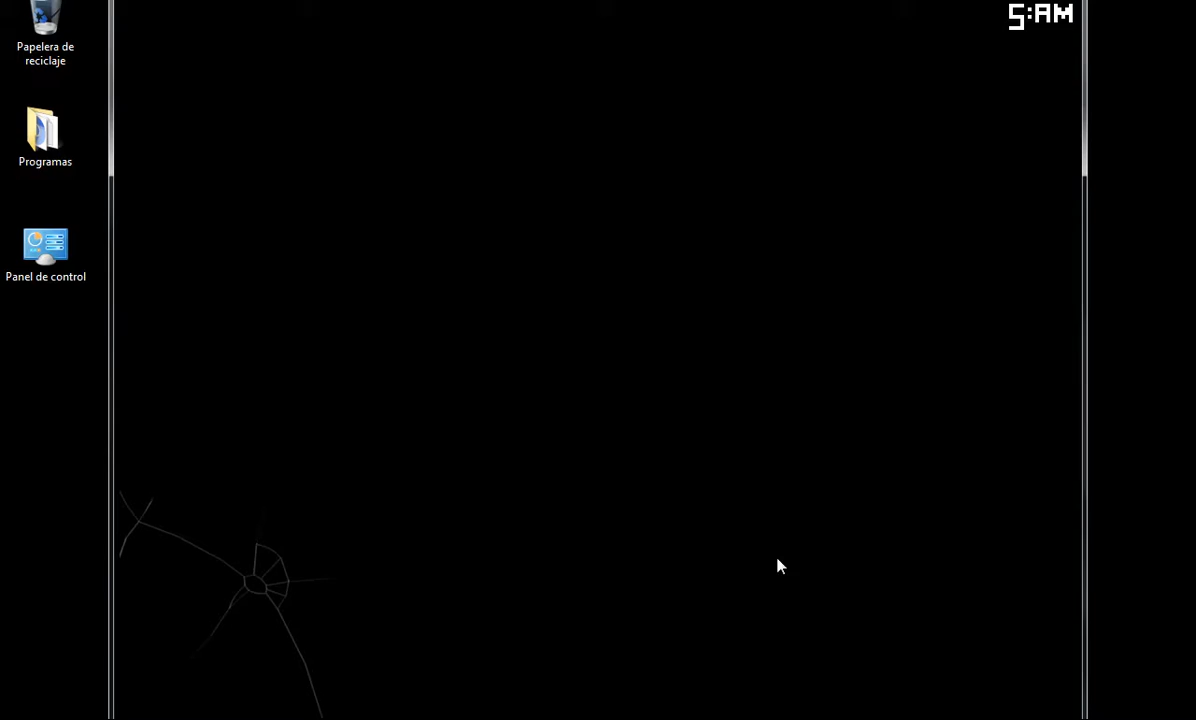 5:AM
Papelera de
reciclaje
Programas
Panel de control